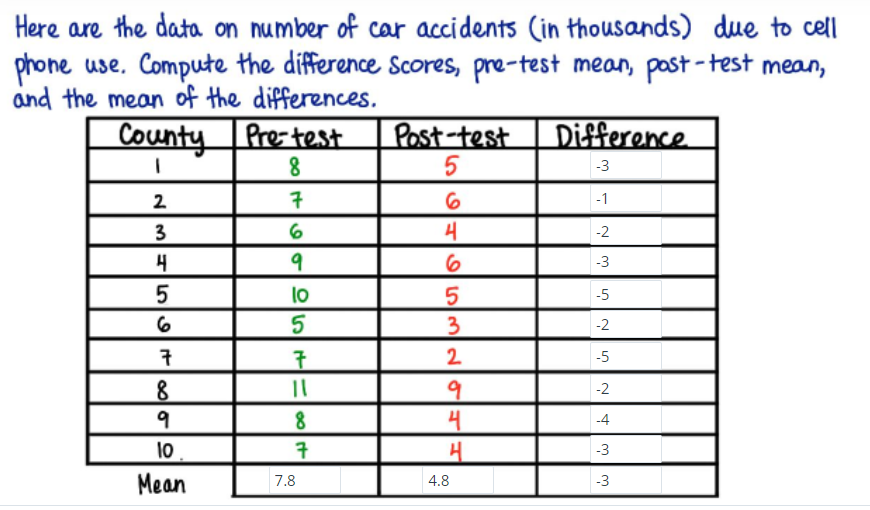 Here are the data on number of car accidents (in thousands) due to cell
phone use. Compute the difference scores, pre-test mean, post-test mean,
and the mean of the differences.
County Pre-test Post-test Difference
1 8 5 -3
2 7 6 -1
3 6 4 -2
4 9 6 -3
5 10 5 -5
6 5 3 -2
7 7 2 -5
8 11 9 -2
9 8 4 -4
10. 7 4 -3
Mean 7.8 4.8 -3